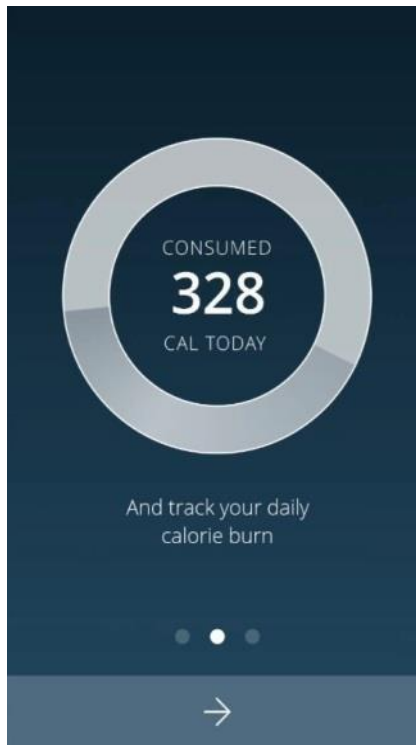 CONSUMED
328
CAL TODAY
And track your daily
calorie burn